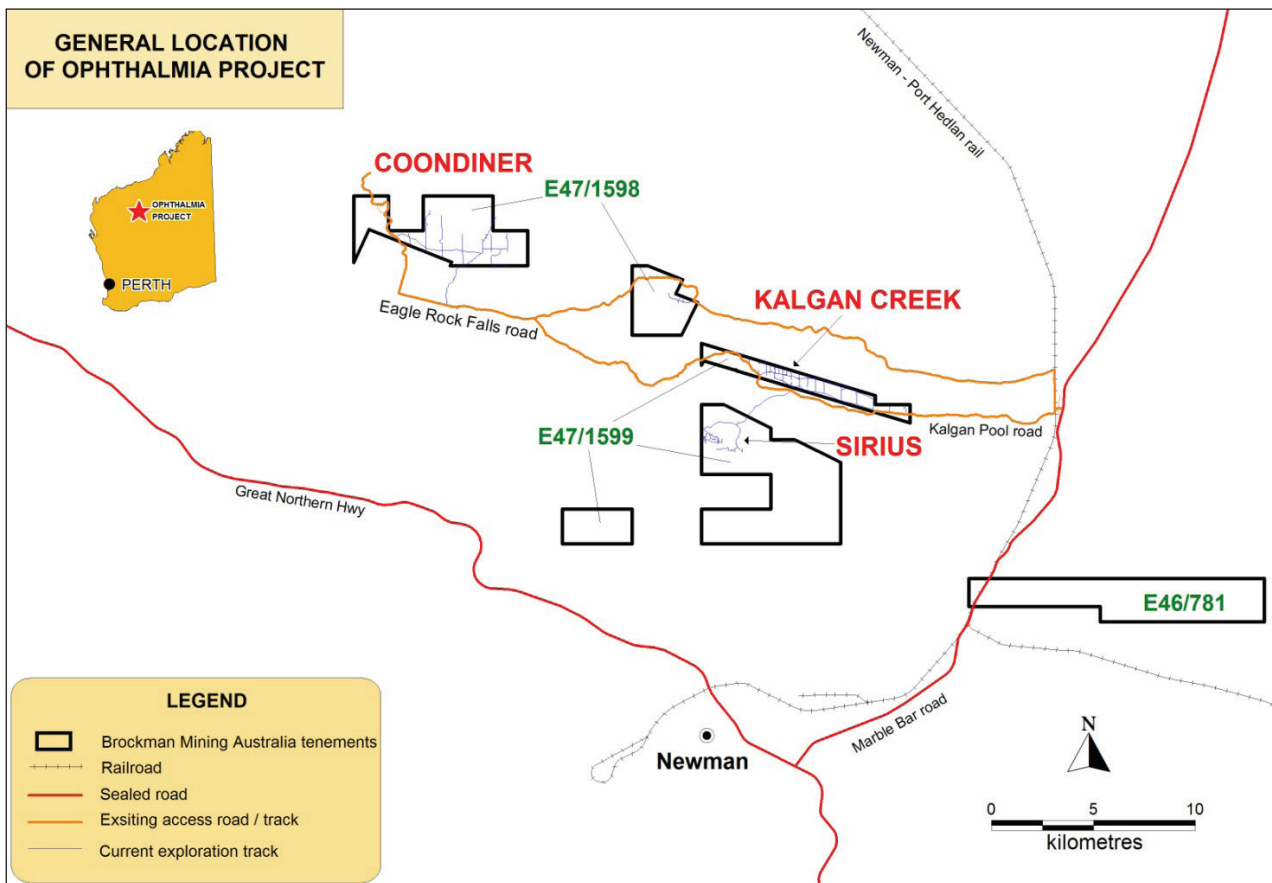 GENERAL LOCATION
OF OPHTHALMIA PROJECT
OPHTHALMIA
PROJECT
PERTH
Newman - Port Hedlan rail
COONDINER
E47/1598
Eagle Rock Falls road
KALGAN CREEK
E47/1599
SIRIUS
Kalgan Pool road
Great Northern Hwy
E46/781
Marble Bar road
Newman
N
0 5 10
kilometres
LEGEND
Brockman Mining Australia tenements
Railroad
Sealed road
Exsiting access road / track
Current exploration track